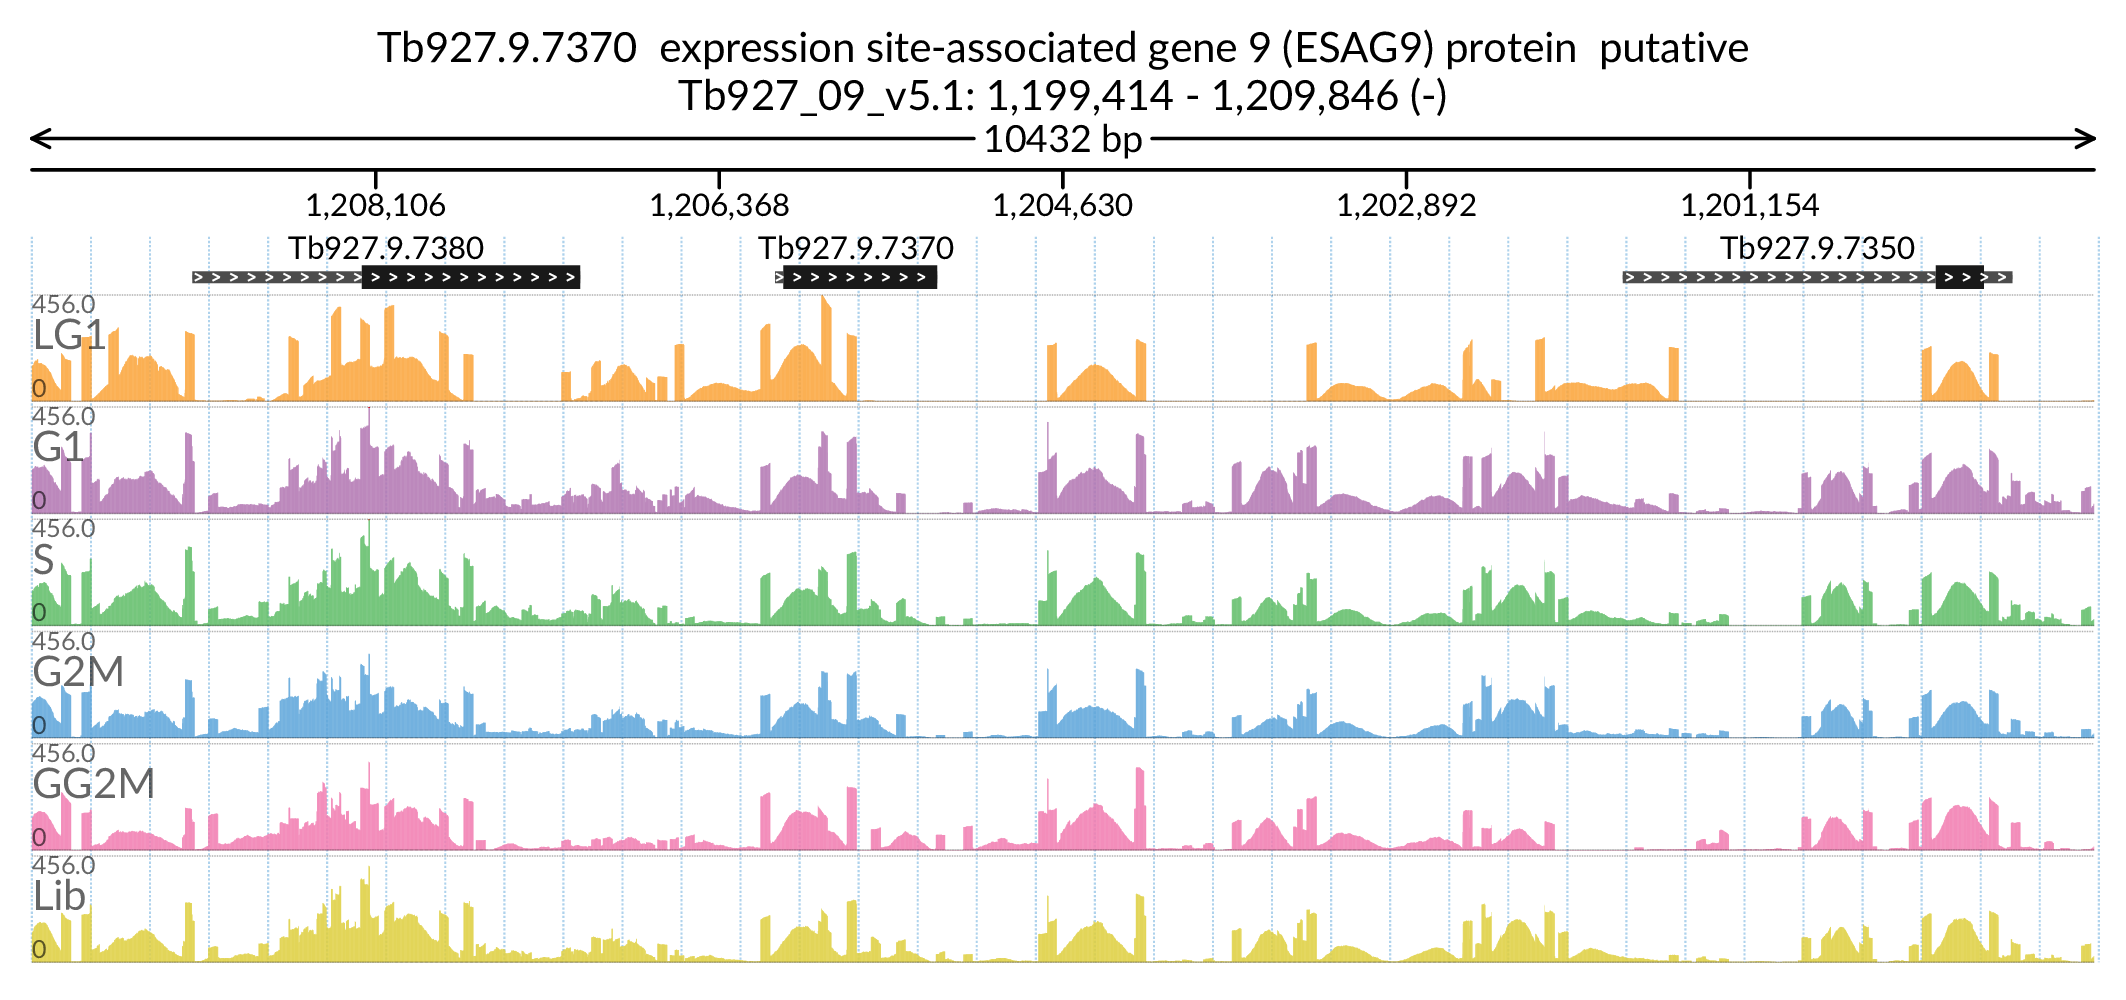 Tb927.9.7370  expression site-associated gene 9 (ESAG9) protein  putative
Tb927_09_v5.1: 1,199,414 - 1,209,846 (-)
10432 bp
1,208,106 1,206,368 1,204,630 1,202,892 1,201,154
Tb927.9.7380 Tb927.9.7370 Tb927.9.7350
456.0
LG1
0
456.0
G1
0
456.0
S
0
456.0
G2M
0
456.0
GG2M
0
456.0
Lib
0